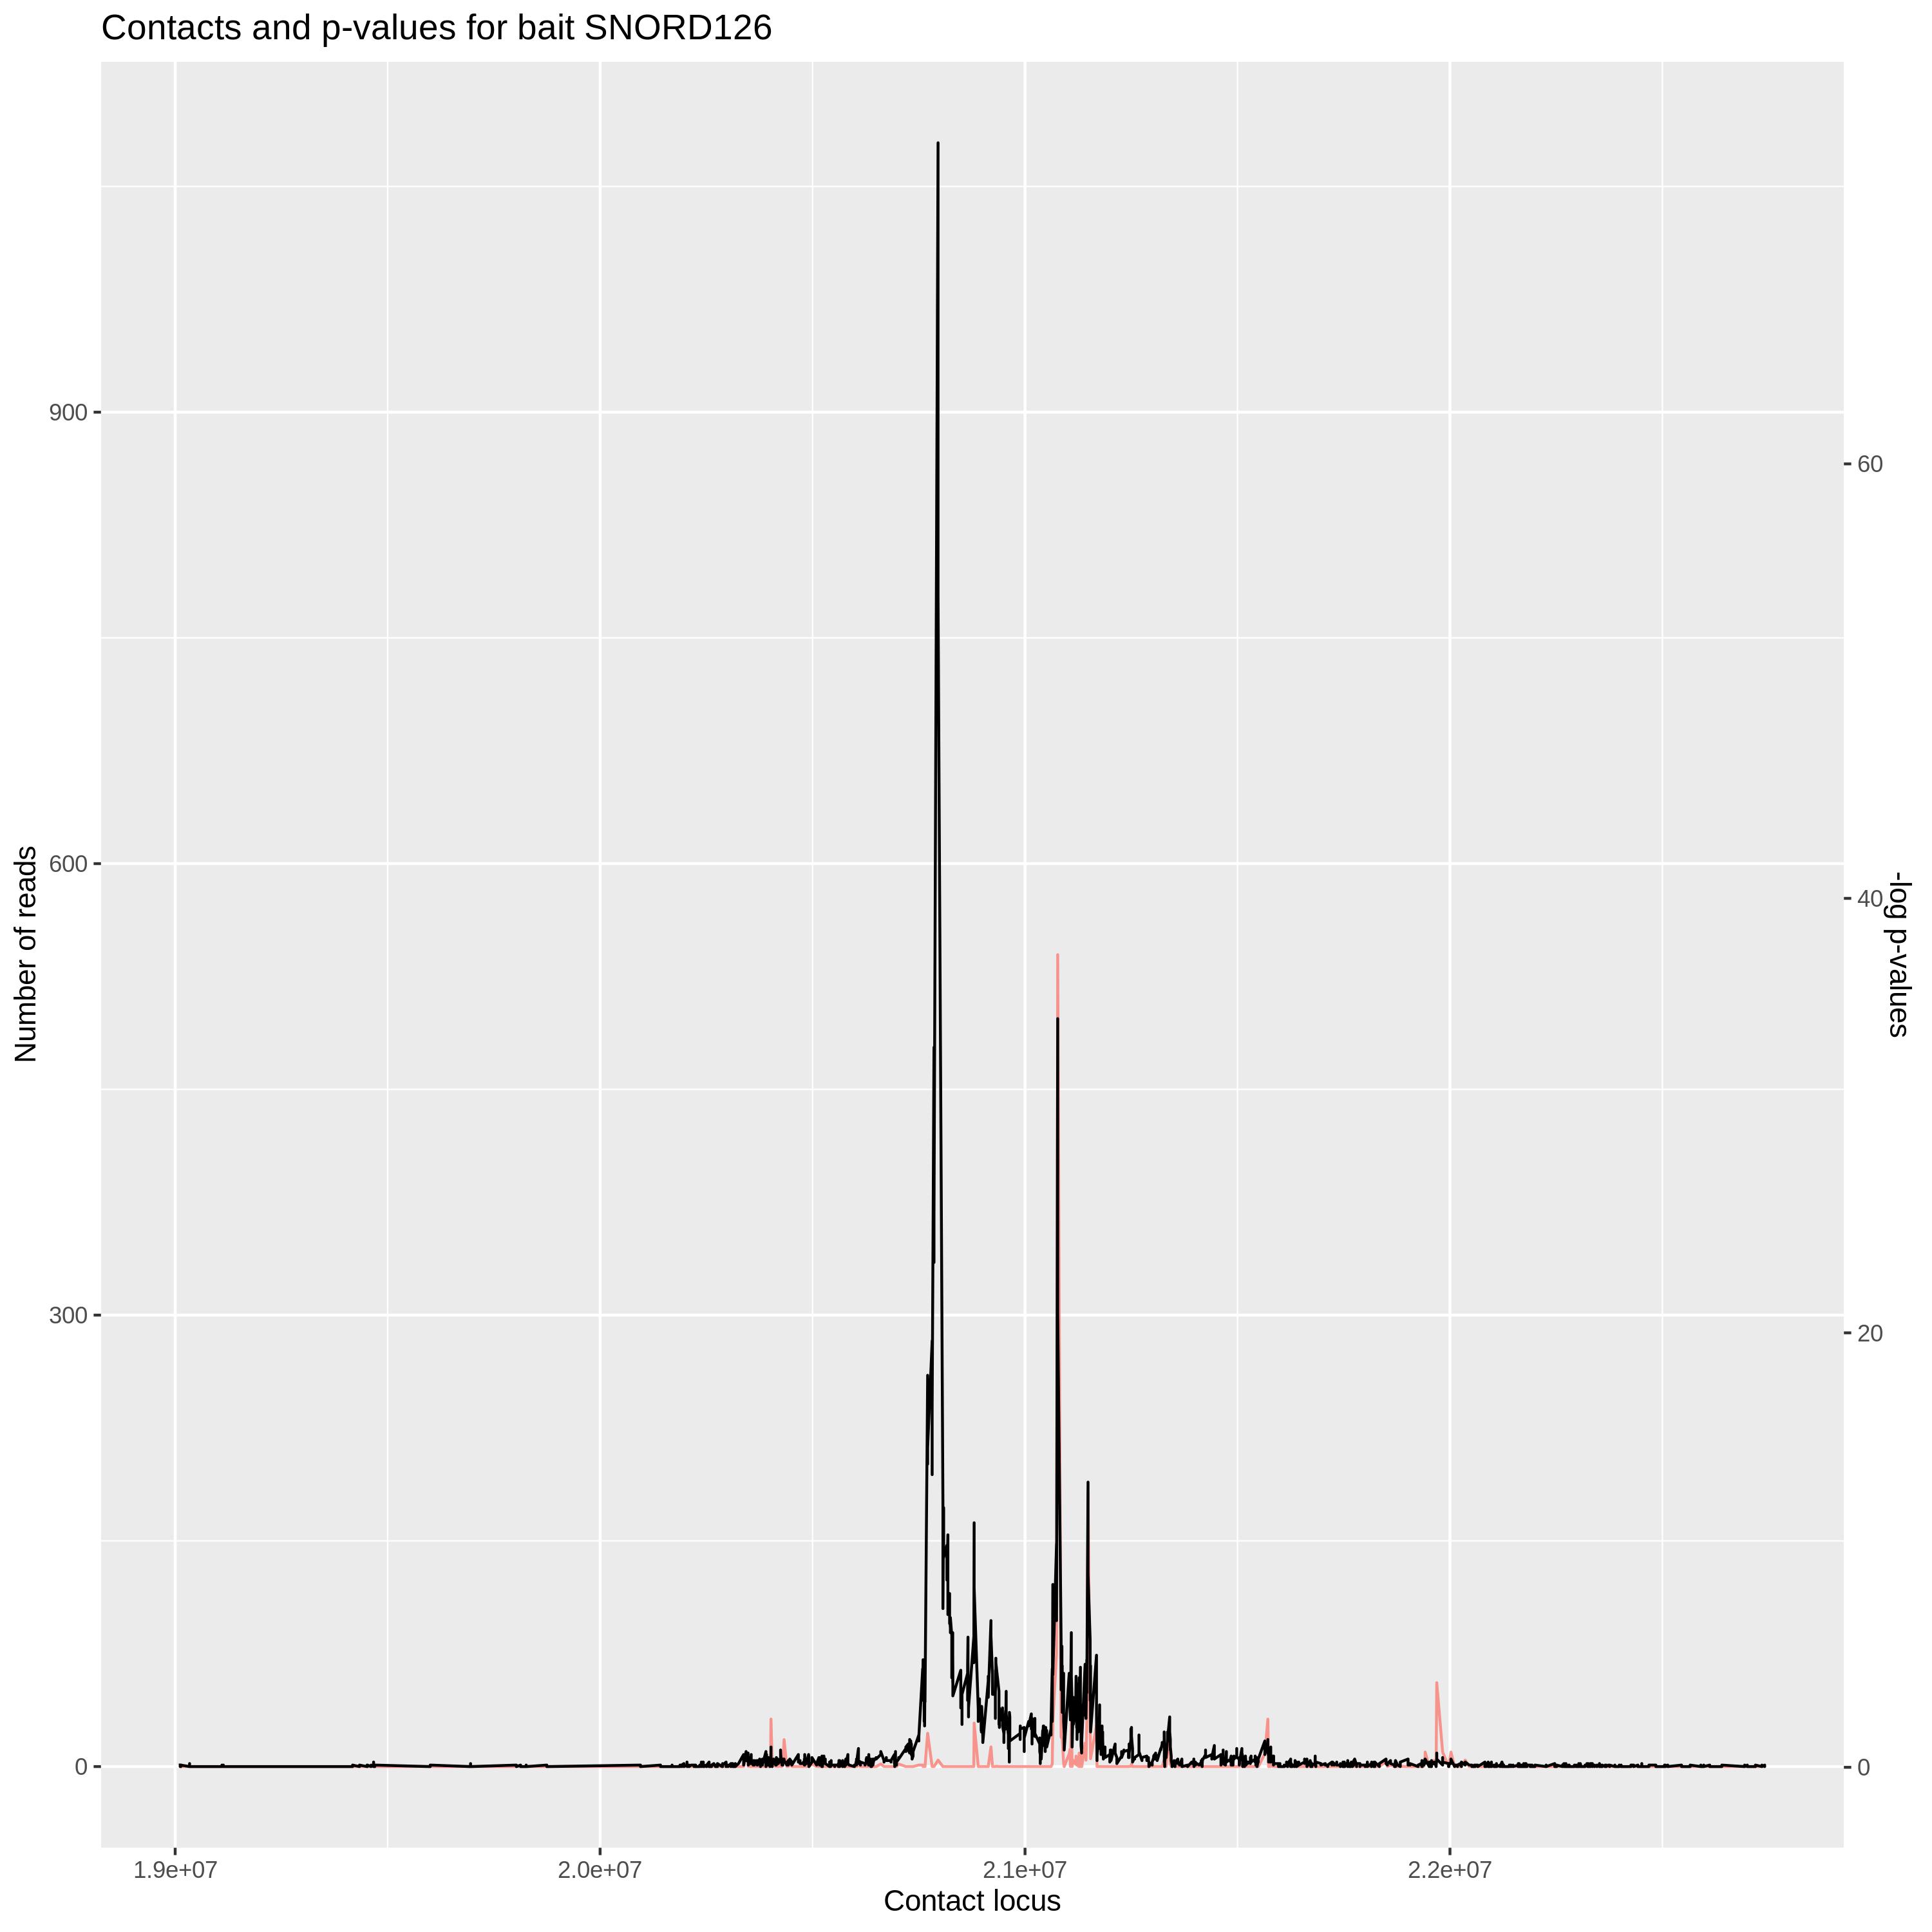 Contacts and p-values for bait SNORD126
900
600
300
0
Number of reads
60
40
20
0
-log p-values
1.9e+07 2.0e+07 2.1e+07 2.2e+07
Contact locus